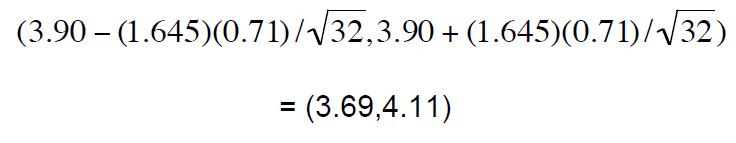 (3.90 − (1.645)(0.71)/√32,3.90 + (1.645)(0.71)/√32)
= (3.69,4.11)